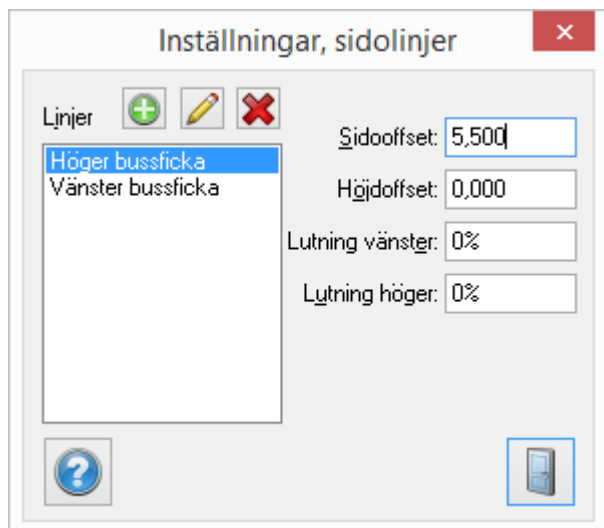 Inställningar, sidolinjer
Linjer
Höger bussficka
Vänster bussficka
Sidooffset: 5,500
Höjdoffset: 0,000
Lutning vänster: 0%
Lutning höger: 0%